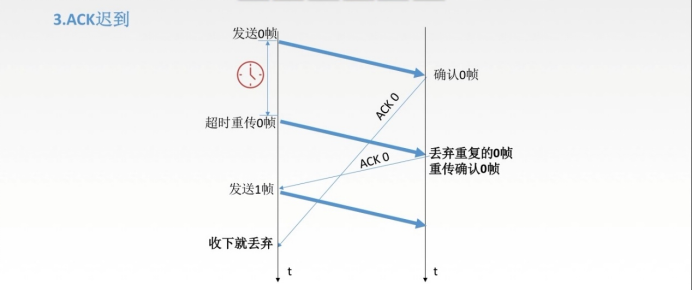 3.ACK迟到
发送0帧
确认0帧
ACK 0
超时重传0帧
丢弃重复的0帧
重传确认0帧
ACK 0
发送1帧
收下就丢弃
t
t